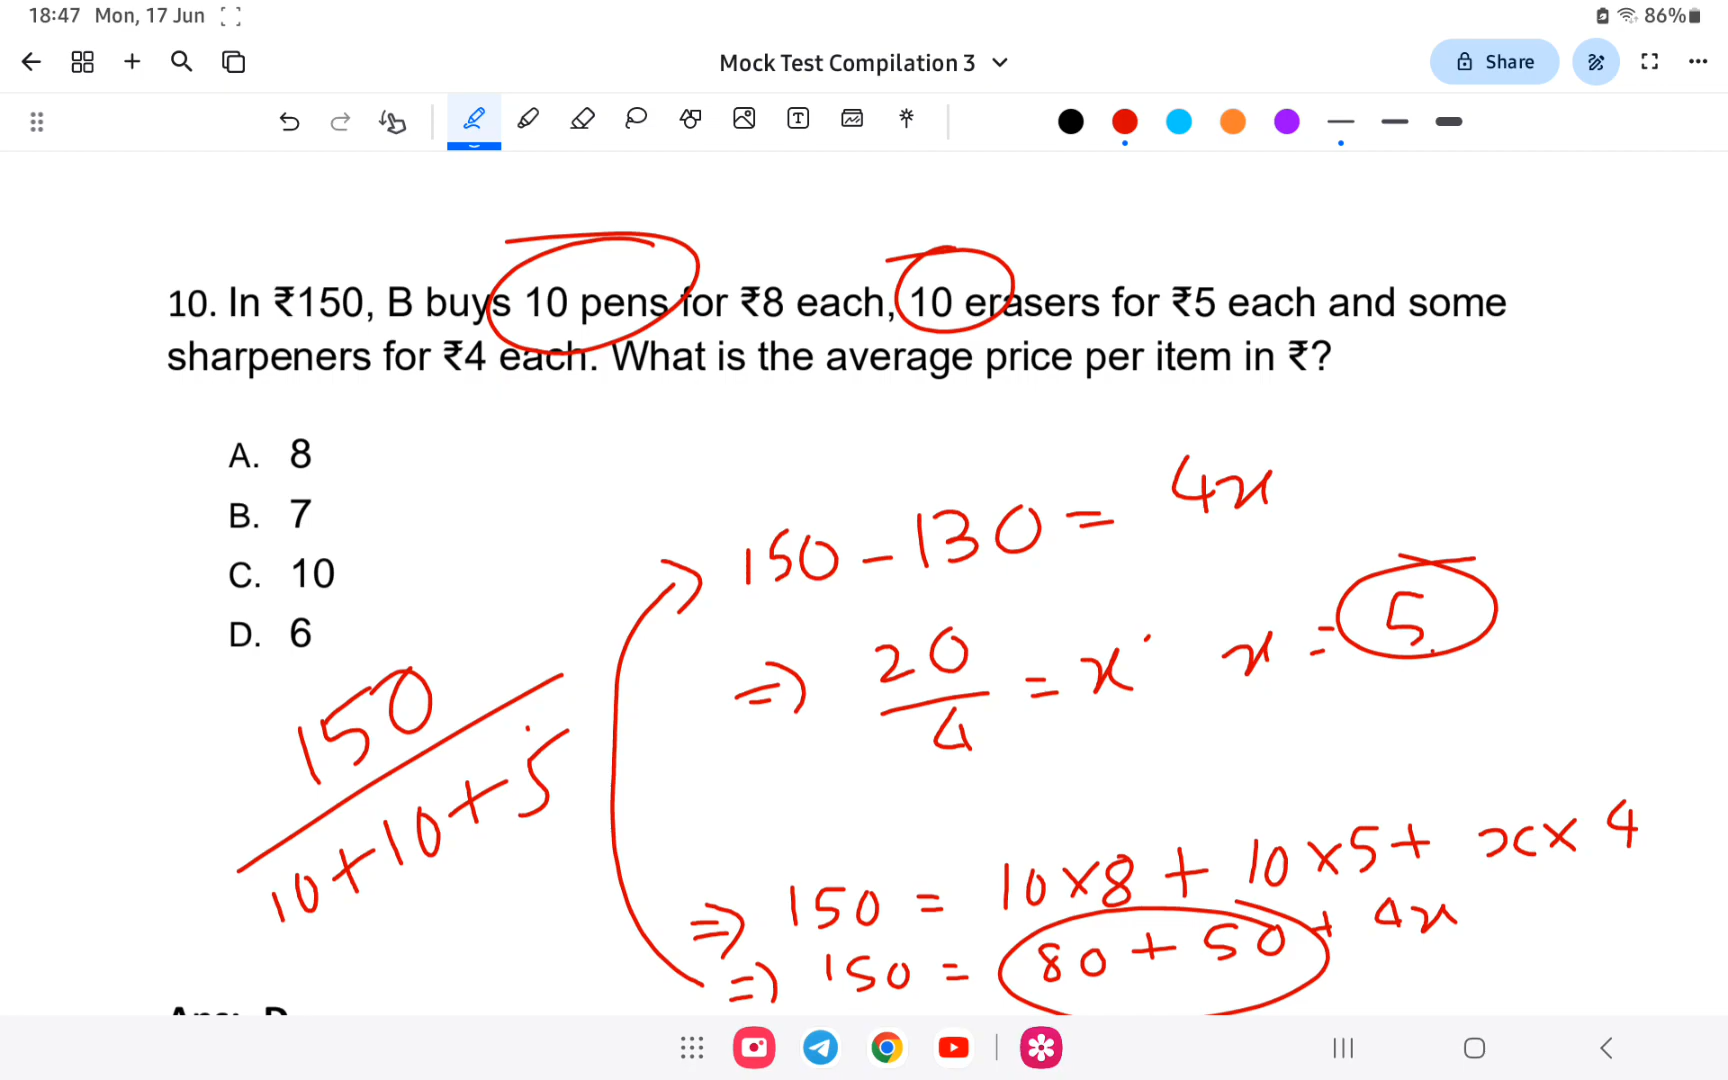 18:47 Mon, 17 Jun
86%
Mock Test Compilation 3
Share
10. In ₹150, B buys 10 pens for ₹8 each, 10 erasers for ₹5 each and some
sharpeners for ₹4 each. What is the average price per item in ₹?
A. 8
B. 7
C. 10
D. 6
150 - 130 = 4x
=> 20/4 = x x = 5
150
10+10+5
=> 150 = 10×8 + 10×5 + x×4
=> 150 = 80 + 50 + 4x
Ans: D